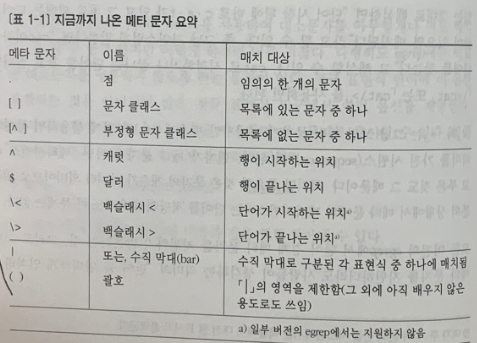 [표 1-1] 지금까지 나온 메타 문자 요약
메타 문자 이름 매치 대상
. 점 임의의 한 개의 문자
[ ] 문자 클래스 목록에 있는 문자 중 하나
[^ ] 부정형 문자 클래스 목록에 없는 문자 중 하나
^ 캐럿 행이 시작하는 위치
$ 달러 행이 끝나는 위치
\< 백슬래시 < 단어가 시작하는 위치a)
\> 백슬래시 > 단어가 끝나는 위치a)
| 또는, 수직 막대(bar) 수직 막대로 구분된 각 표현식 중 하나에 매치됨
( ) 괄호 「|」의 영역을 제한함(그 외에 아직 배우지 않은
용도로도 쓰임)
a) 일부 버전의 egrep에서는 지원하지 않음